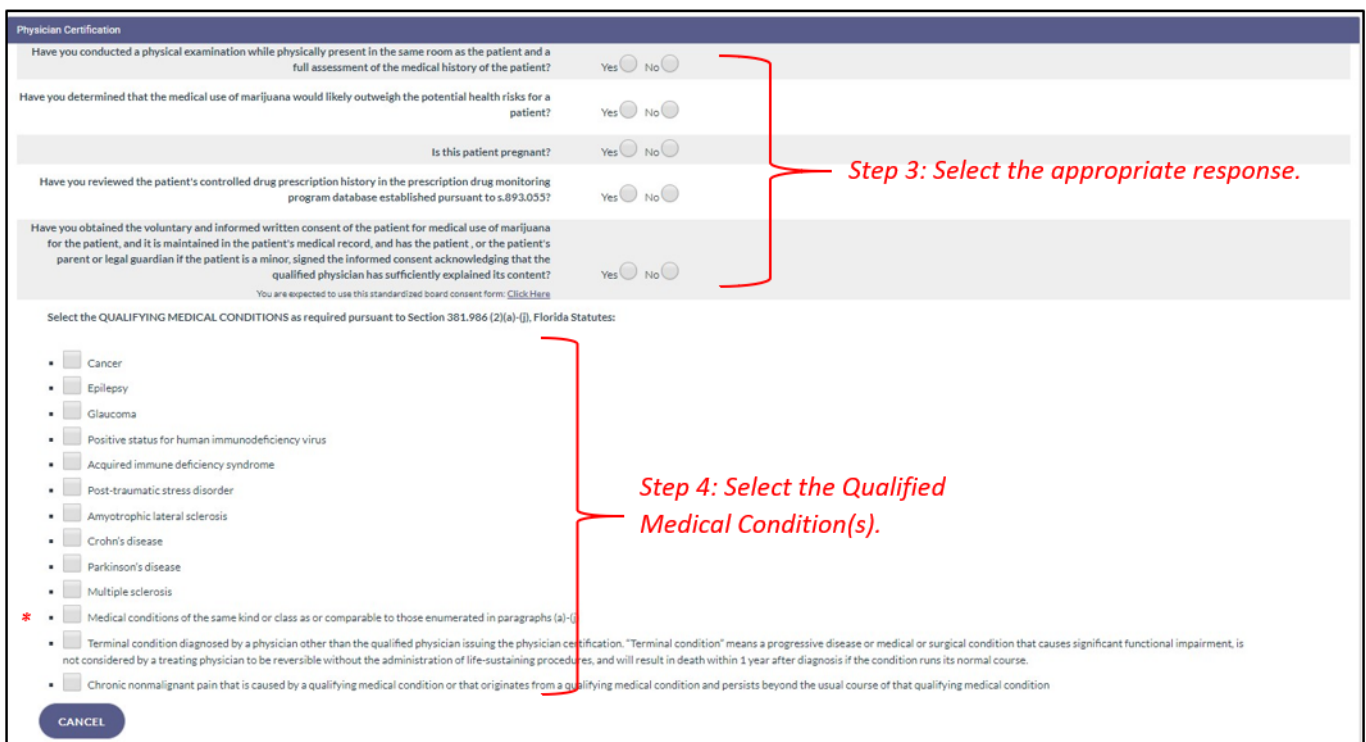 Physician Certification
Have you conducted a physical examination while physically present in the same room as the patient and a
full assessment of the medical history of the patient?
Yes No
Have you determined that the medical use of marijuana would likely outweigh the potential health risks for a
patient?
Yes No
Is this patient pregnant?
Yes No
Step 3: Select the appropriate response.
Have you reviewed the patient's controlled drug prescription history in the prescription drug monitoring
program database established pursuant to s.893.055?
Yes No
Have you obtained the voluntary and informed written consent of the patient for medical use of marijuana
for the patient, and it is maintained in the patient's medical record, and has the patient , or the patient's
parent or legal guardian if the patient is a minor, signed the informed consent acknowledging that the
qualified physician has sufficiently explained its content?
Yes No
You are expected to use this standardized board consent form: Click Here
Select the QUALIFYING MEDICAL CONDITIONS as required pursuant to Section 381.986 (2)(a)-(j), Florida Statutes:
Cancer
Epilepsy
Glaucoma
Positive status for human immunodeficiency virus
Acquired immune deficiency syndrome
Post-traumatic stress disorder
Amyotrophic lateral sclerosis
Crohn's disease
Parkinson's disease
Multiple sclerosis
Step 4: Select the Qualified
Medical Condition(s).
* Medical conditions of the same kind or class as or comparable to those enumerated in paragraphs (a)-(j)
Terminal condition diagnosed by a physician other than the qualified physician issuing the physician certification. "Terminal condition" means a progressive disease or medical or surgical condition that causes significant functional impairment, is
not considered by a treating physician to be reversible without the administration of life-sustaining procedures, and will result in death within 1 year after diagnosis if the condition runs its normal course.
Chronic nonmalignant pain that is caused by a qualifying medical condition or that originates from a qualifying medical condition and persists beyond the usual course of that qualifying medical condition
CANCEL